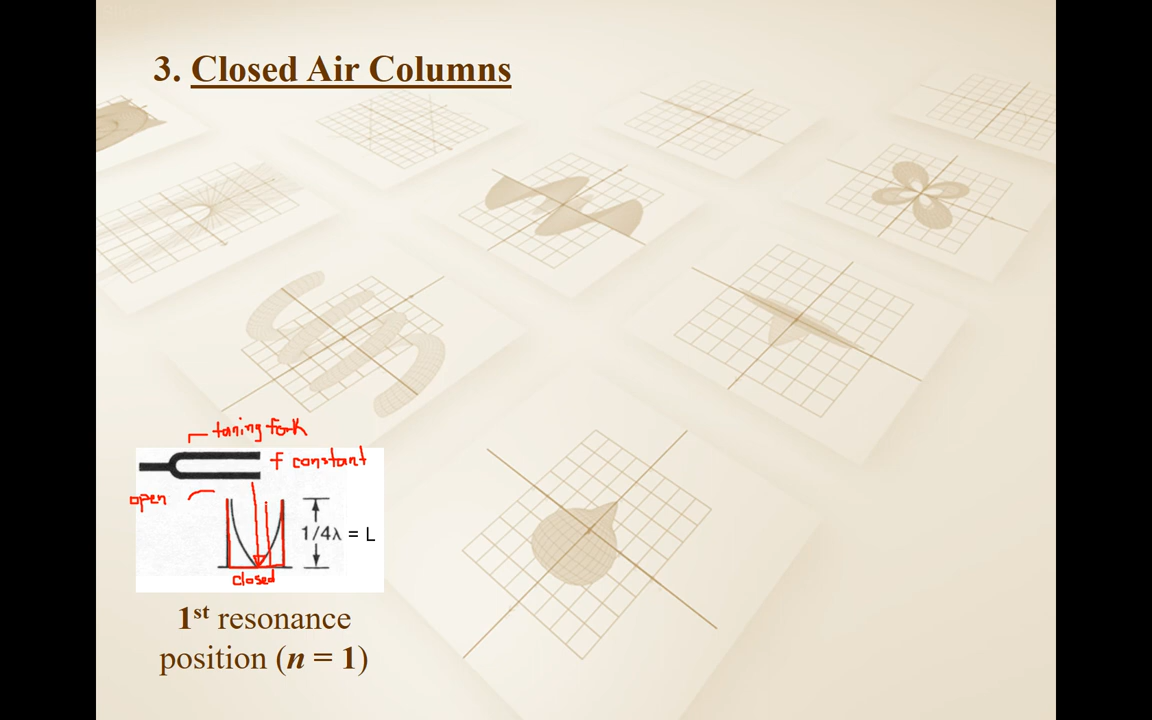 3. Closed Air Columns
tuning fork
f constant
open
1/4λ = L
closed
1st resonance
position (n = 1)